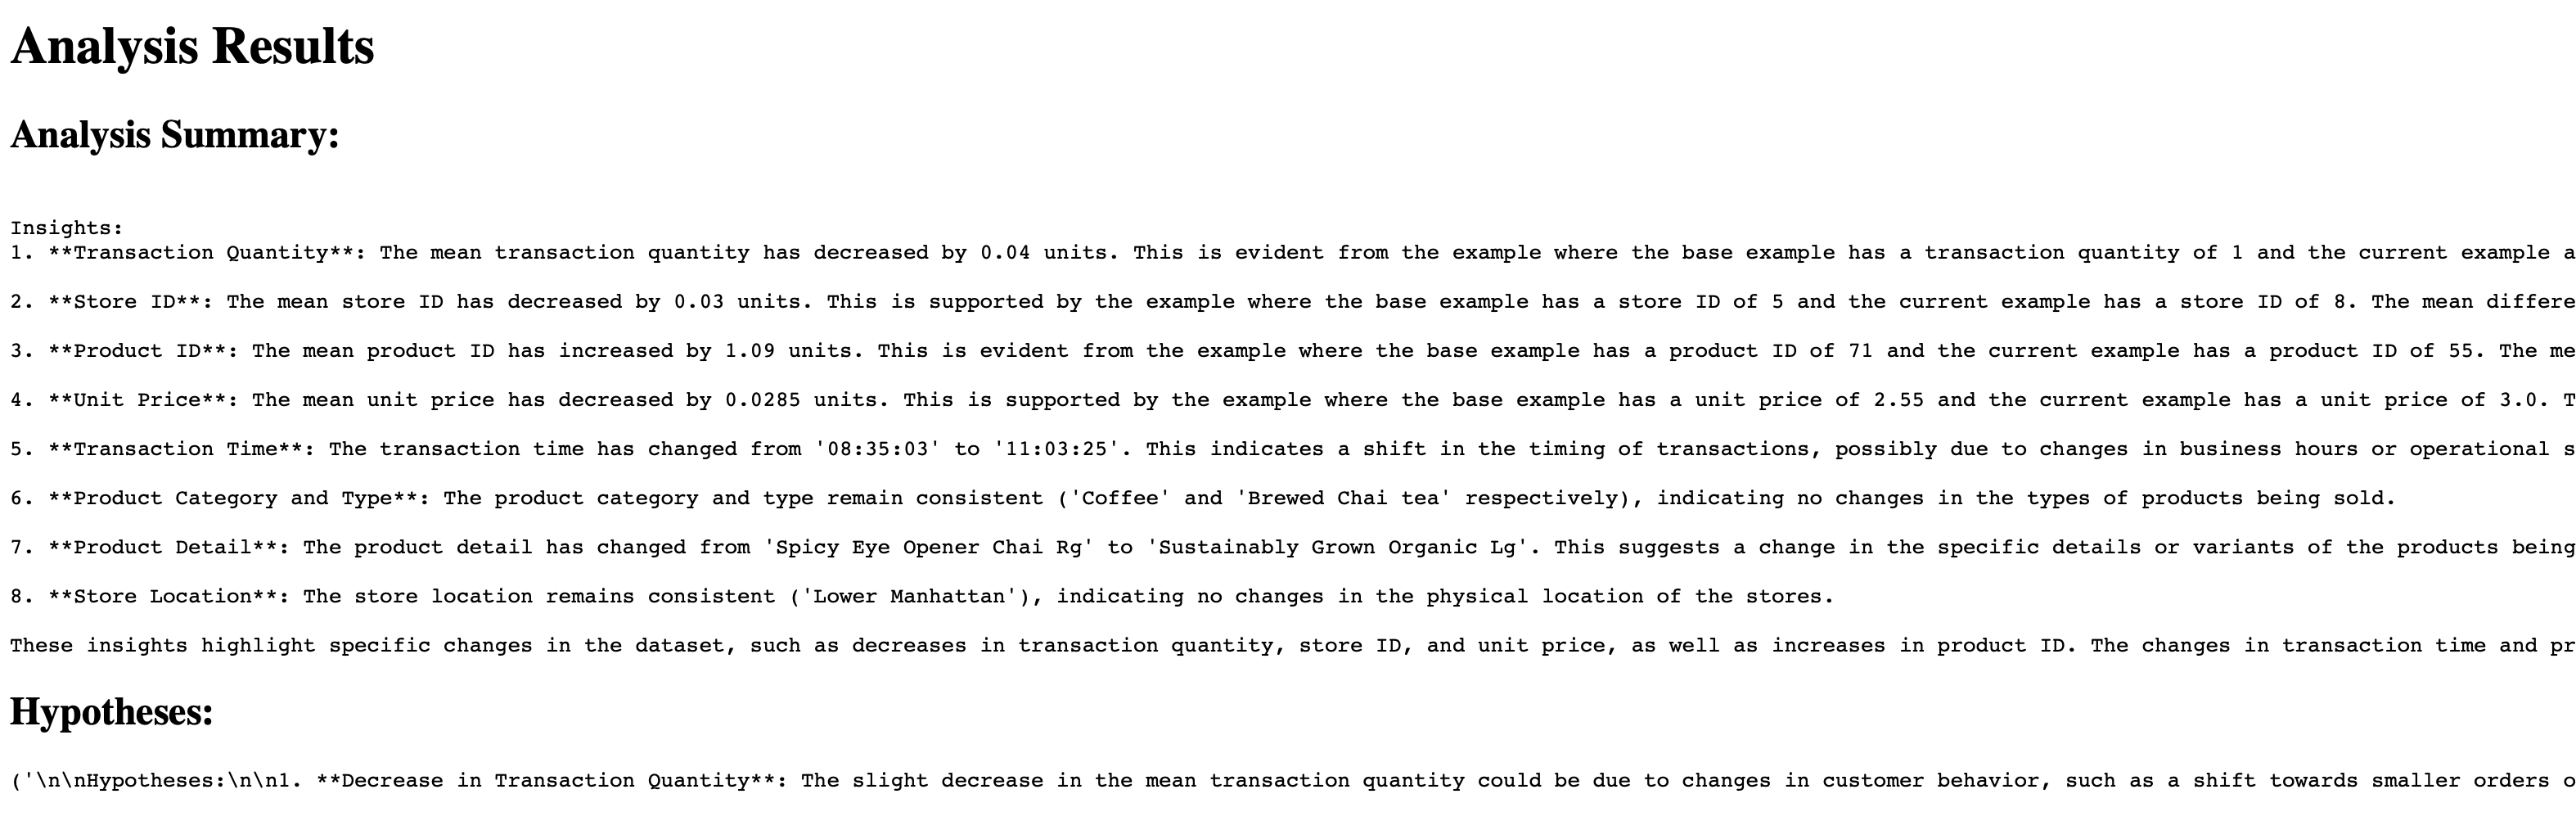 Analysis Results
Analysis Summary:
Insights:
1. **Transaction Quantity**: The mean transaction quantity has decreased by 0.04 units. This is evident from the example where the base example has a transaction quantity of 1 and the current example a
2. **Store ID**: The mean store ID has decreased by 0.03 units. This is supported by the example where the base example has a store ID of 5 and the current example has a store ID of 8. The mean differe
3. **Product ID**: The mean product ID has increased by 1.09 units. This is evident from the example where the base example has a product ID of 71 and the current example has a product ID of 55. The me
4. **Unit Price**: The mean unit price has decreased by 0.0285 units. This is supported by the example where the base example has a unit price of 2.55 and the current example has a unit price of 3.0. T
5. **Transaction Time**: The transaction time has changed from '08:35:03' to '11:03:25'. This indicates a shift in the timing of transactions, possibly due to changes in business hours or operational s
6. **Product Category and Type**: The product category and type remain consistent ('Coffee' and 'Brewed Chai tea' respectively), indicating no changes in the types of products being sold.
7. **Product Detail**: The product detail has changed from 'Spicy Eye Opener Chai Rg' to 'Sustainably Grown Organic Lg'. This suggests a change in the specific details or variants of the products being
8. **Store Location**: The store location remains consistent ('Lower Manhattan'), indicating no changes in the physical location of the stores.
These insights highlight specific changes in the dataset, such as decreases in transaction quantity, store ID, and unit price, as well as increases in product ID. The changes in transaction time and pr
Hypotheses:
('\n\nHypotheses:\n\n1. **Decrease in Transaction Quantity**: The slight decrease in the mean transaction quantity could be due to changes in customer behavior, such as a shift towards smaller orders o